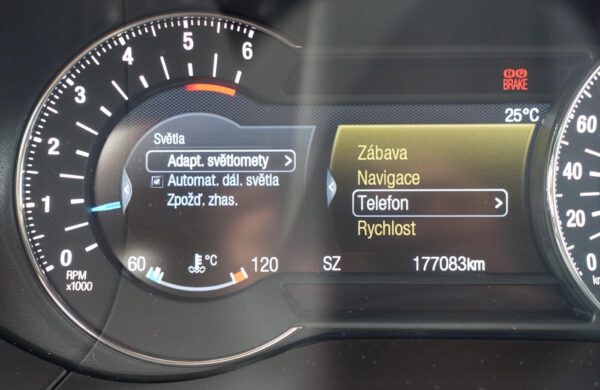 6
5
4
3
2
1
0
RPM
x1000
Světla
Adapt. světlomety >
Automat. dál. světla
Zpožď. zhas.
60 °C 120
BRAKE
25°C
Zábava
Navigace
Telefon >
Rychlost
SZ 177083km
60
40
20
0